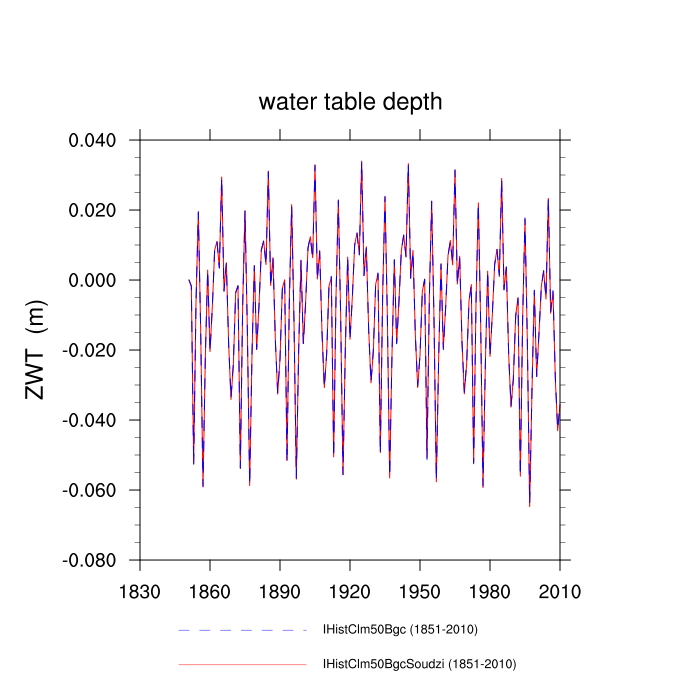 water table depth
ZWT (m)
0.040
0.020
0.000
-0.020
-0.040
-0.060
-0.080
1830 1860 1890 1920 1950 1980 2010
IHistClm50Bgc (1851-2010)
IHistClm50BgcSoudzi (1851-2010)